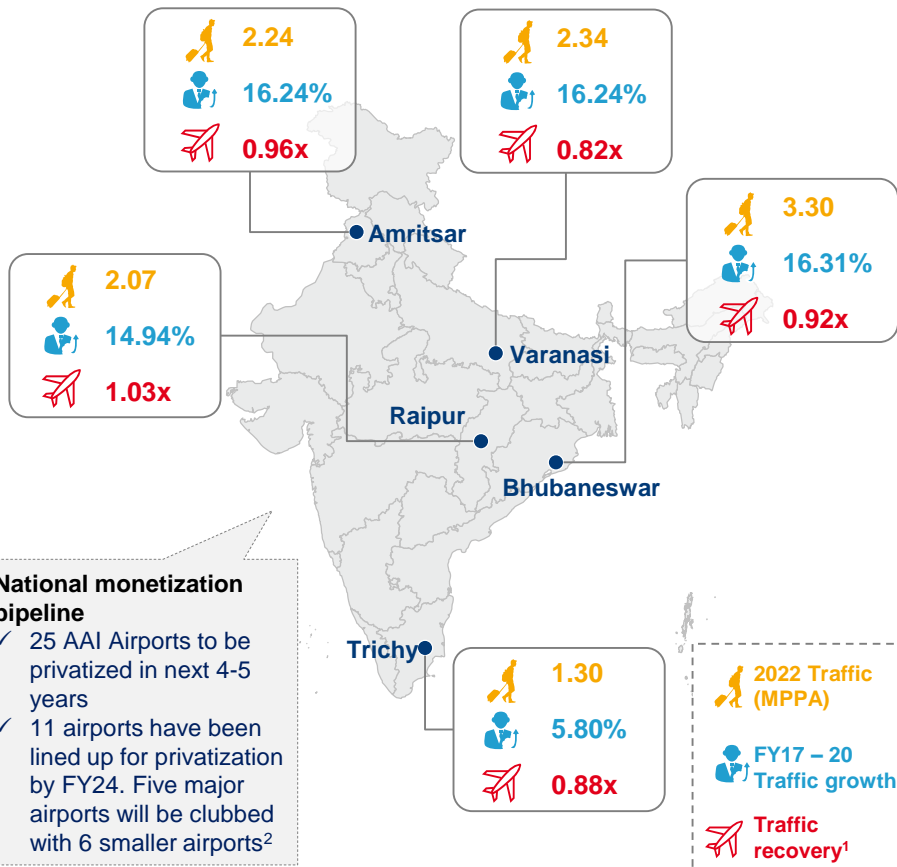 2.24
16.24%
0.96x
2.34
16.24%
0.82x
3.30
16.31%
0.92x
Amritsar
2.07
14.94%
1.03x
Varanasi
Raipur
Bhubaneswar
National monetization
pipeline
✓ 25 AAI Airports to be
privatized in next 4-5
years
✓ 11 airports have been
lined up for privatization
by FY24. Five major
airports will be clubbed
with 6 smaller airports²
Trichy
1.30
5.80%
0.88x
2022 Traffic
(MPPA)
FY17 – 20
Traffic growth
Traffic
recovery¹